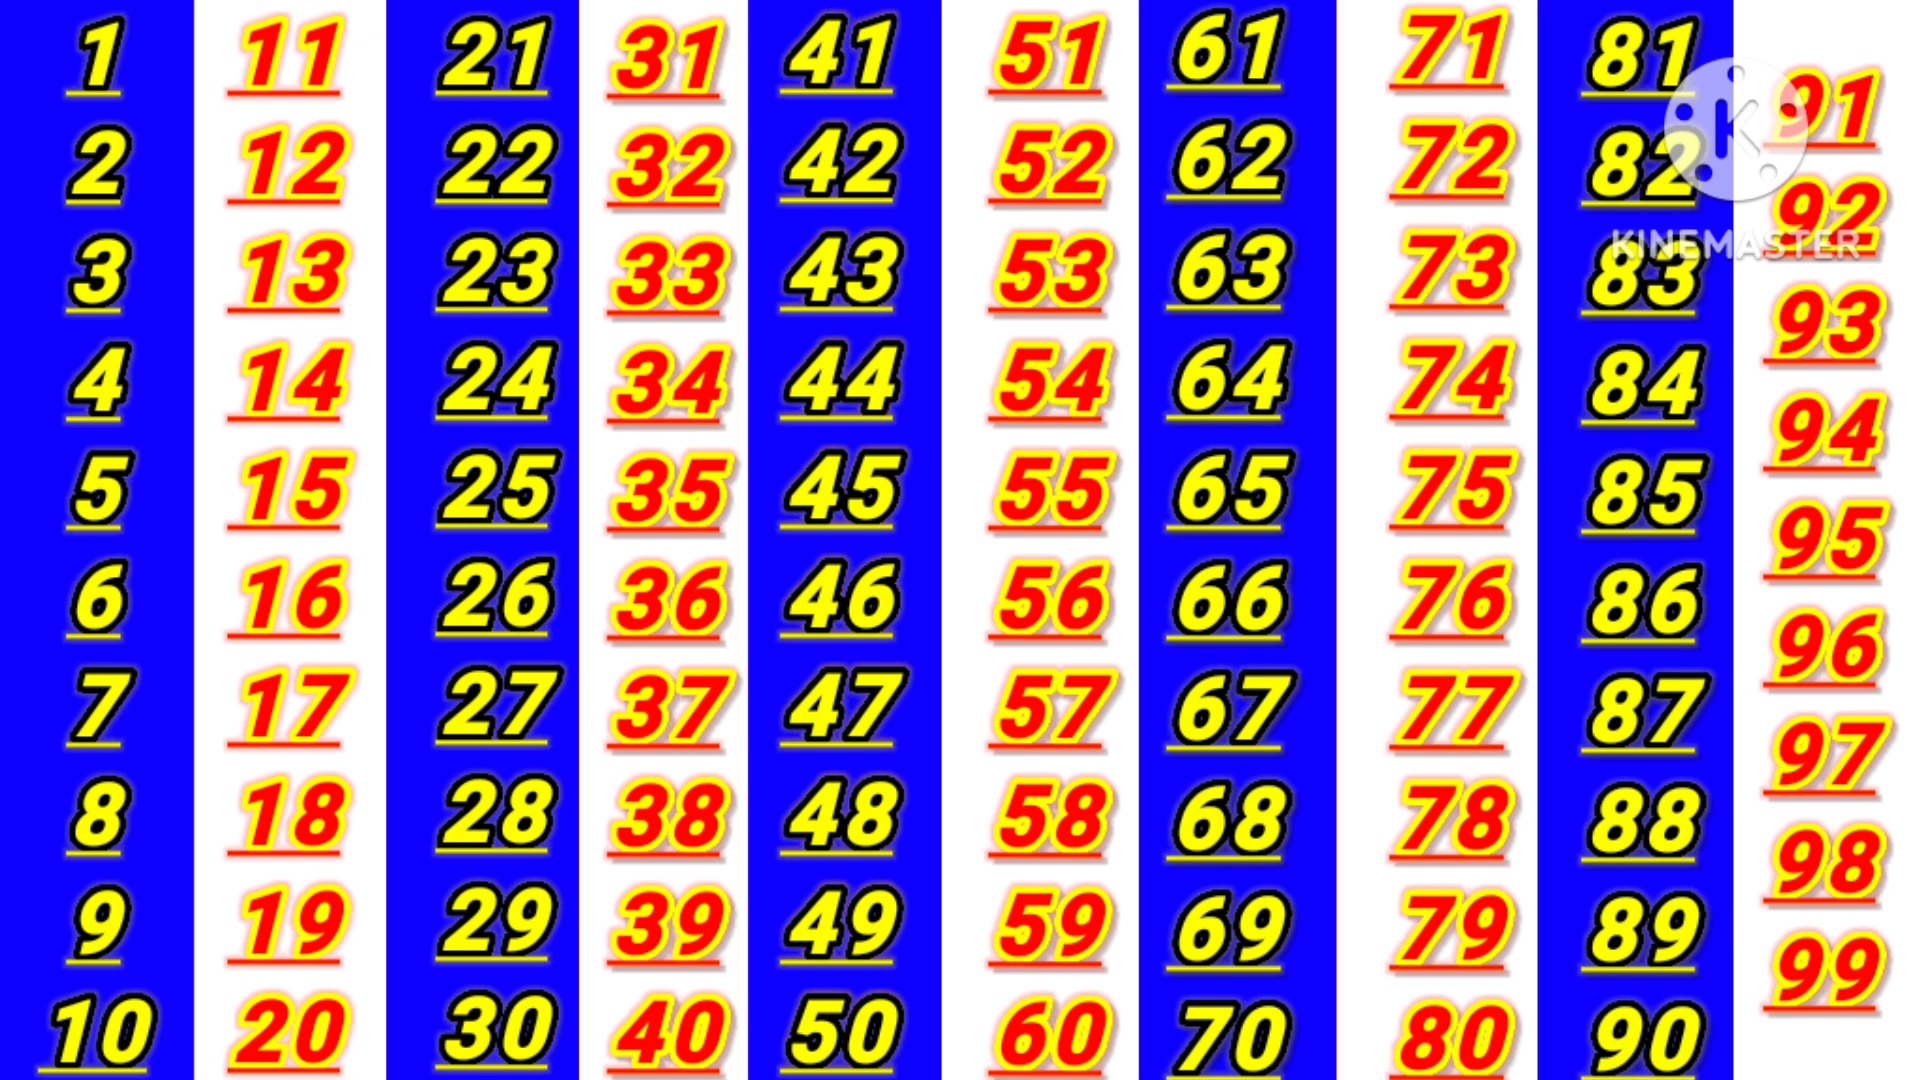 1 11 21 31 41 51 61 71 81 91
2 12 22 32 42 52 62 72 82 92
KINEMASTER
3 13 23 33 43 53 63 73 83 93
4 14 24 34 44 54 64 74 84 94
5 15 25 35 45 55 65 75 85 95
6 16 26 36 46 56 66 76 86 96
7 17 27 37 47 57 67 77 87 97
8 18 28 38 48 58 68 78 88 98
9 19 29 39 49 59 69 79 89 99
10 20 30 40 50 60 70 80 90